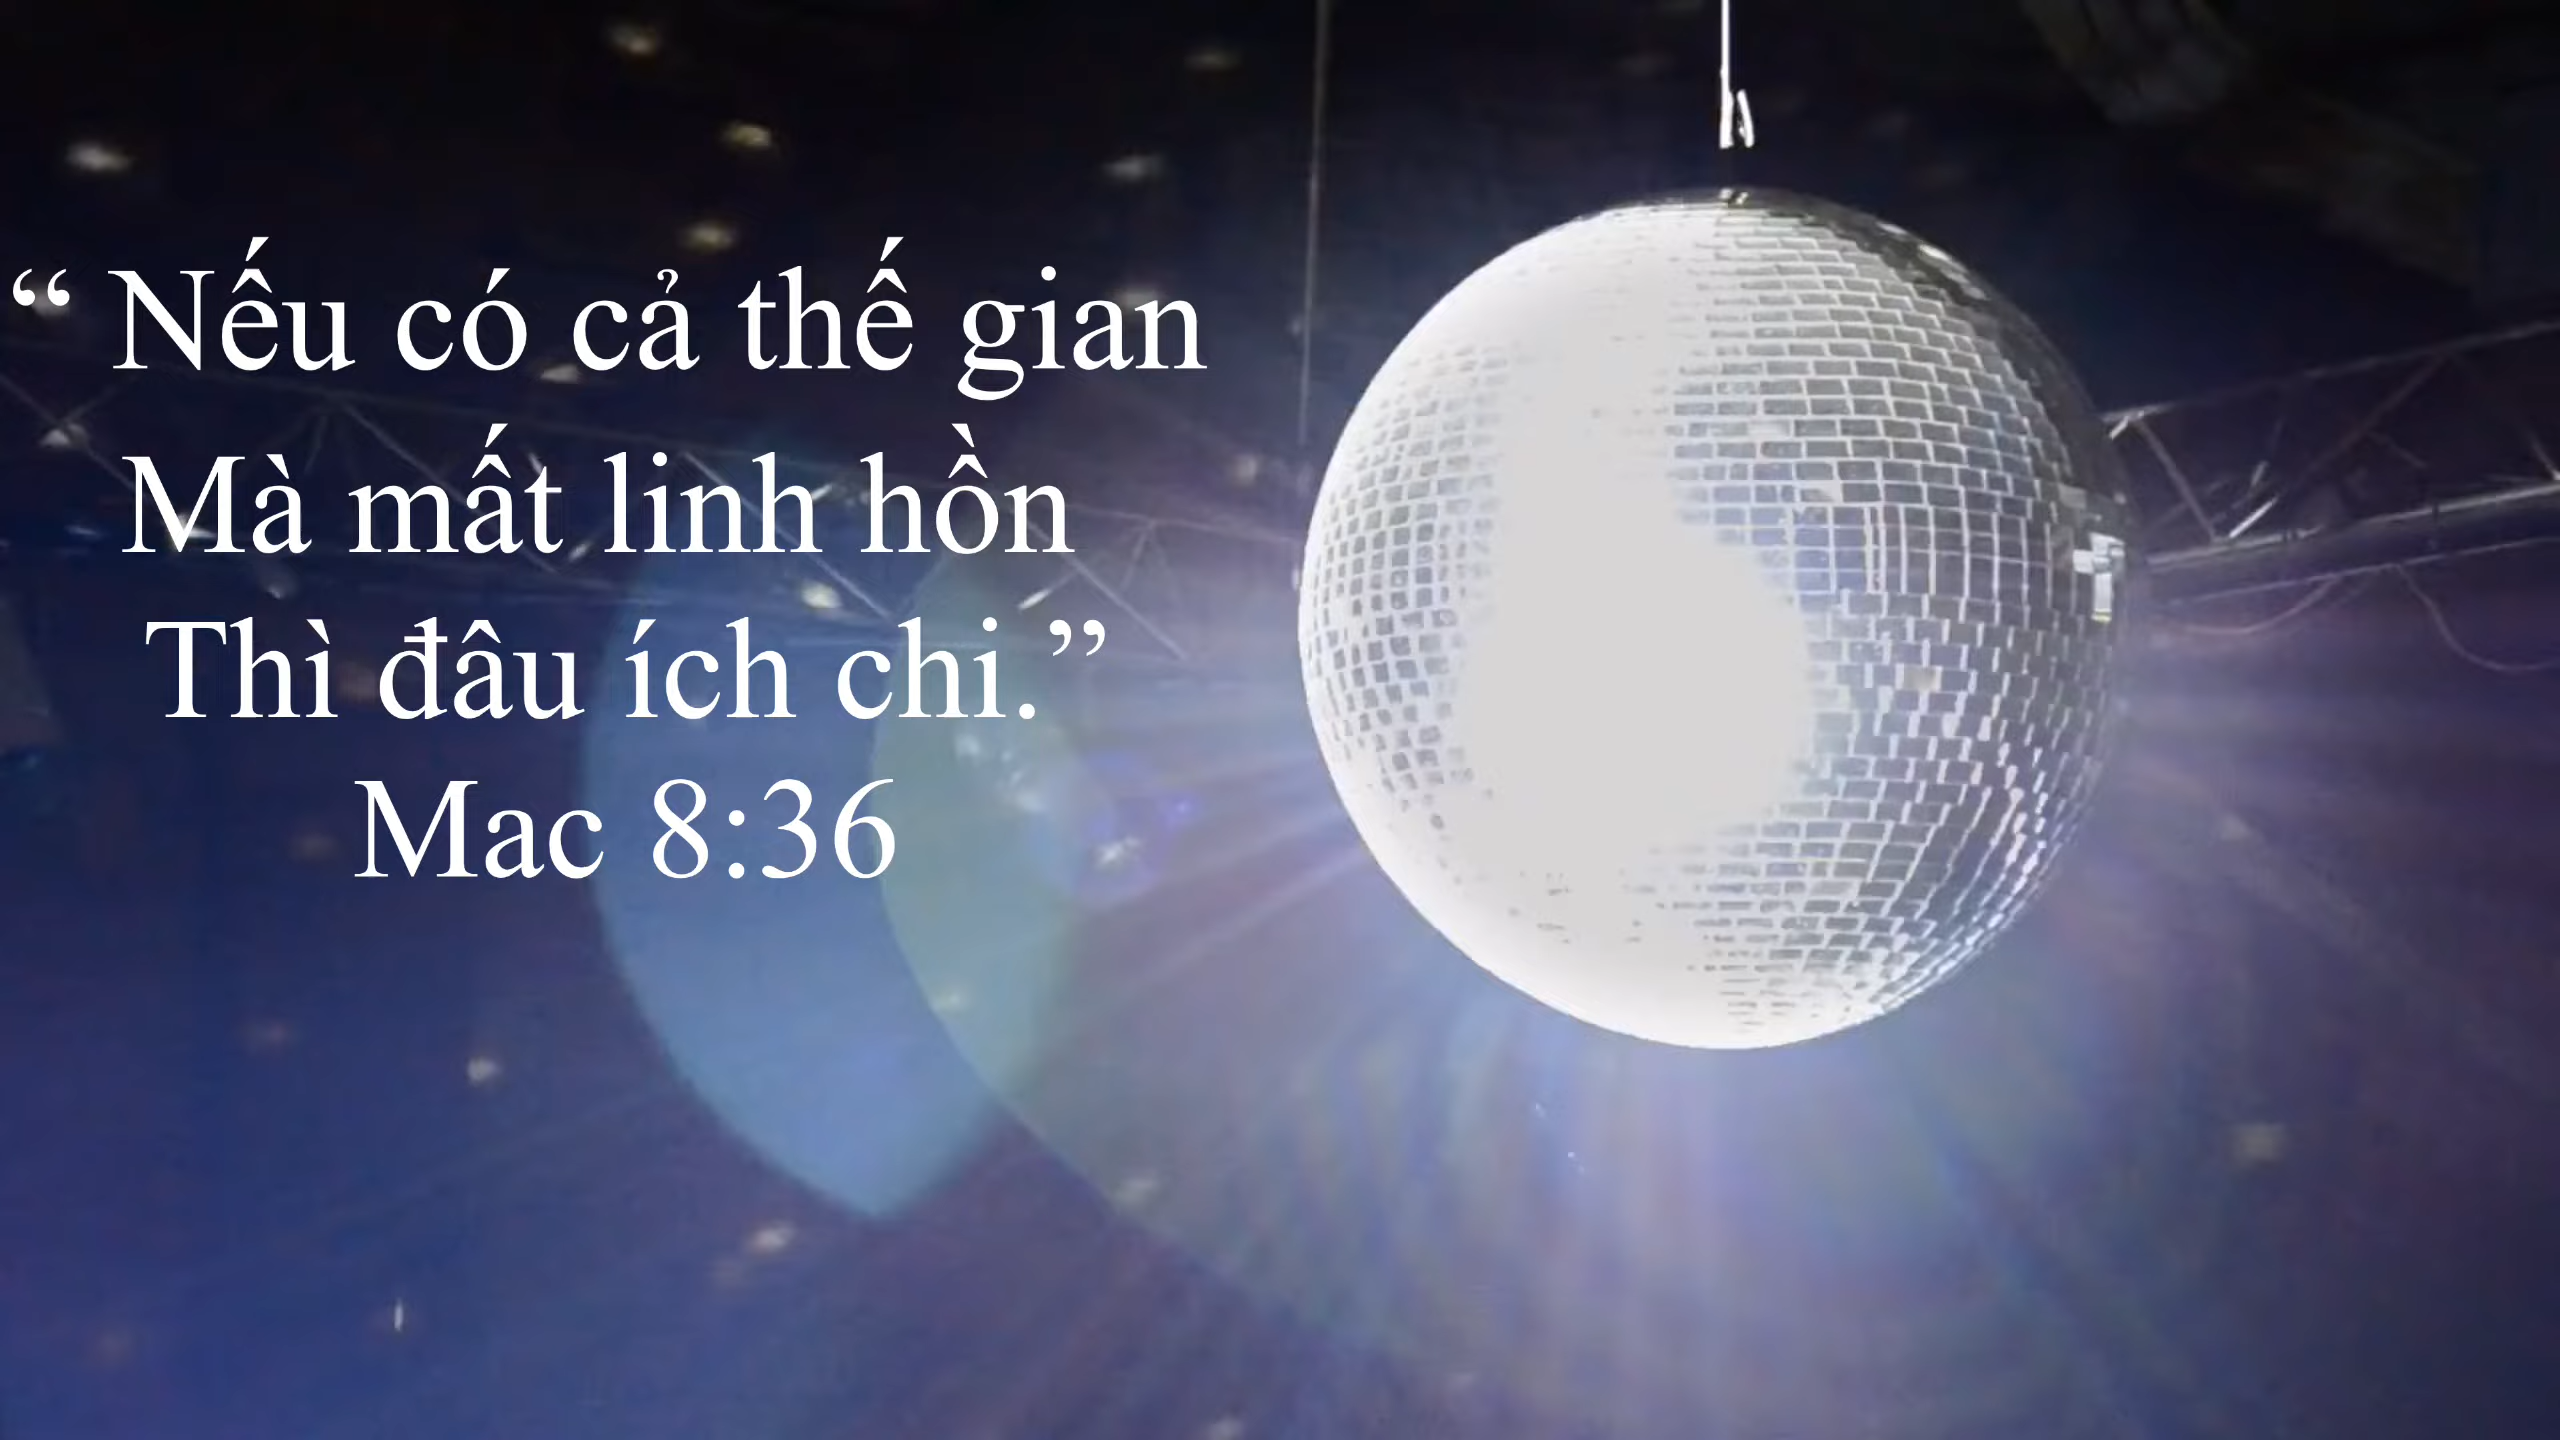 “ Nếu có cả thế gian
Mà mất linh hồn
Thì đâu ích chi.”
Mac 8:36